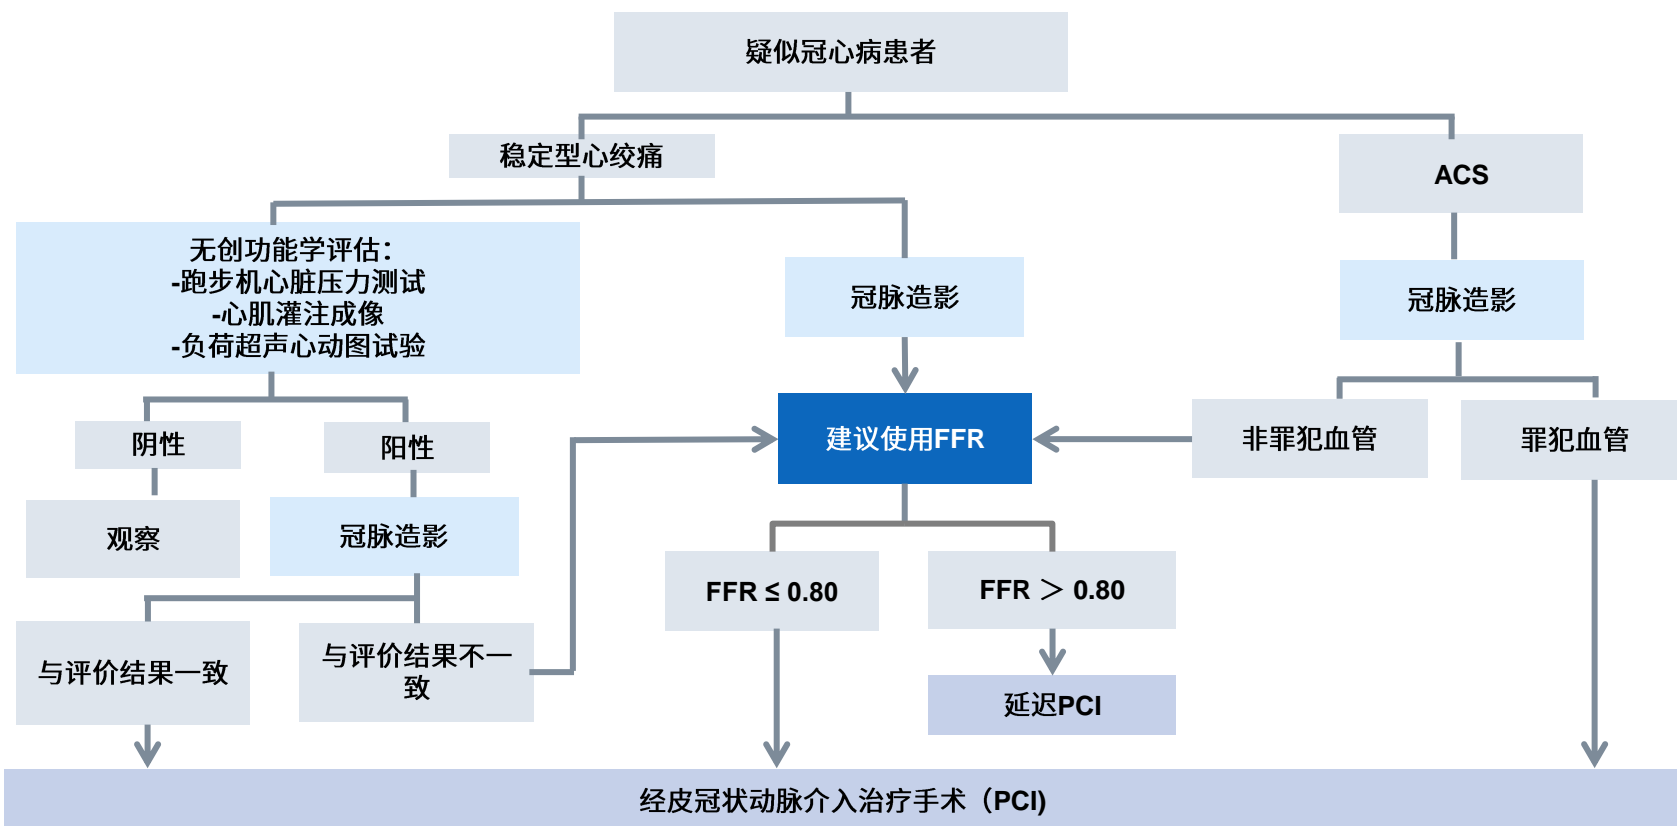 疑似冠心病患者
稳定型心绞痛
ACS
无创功能学评估：
-跑步机心脏压力测试
-心肌灌注成像
-负荷超声心动图试验
冠脉造影
冠脉造影
阴性
阳性
建议使用FFR
非罪犯血管
罪犯血管
观察
冠脉造影
FFR ≤ 0.80
FFR ＞ 0.80
与评价结果一致
与评价结果不一
致
延迟PCI
经皮冠状动脉介入治疗手术（PCI)